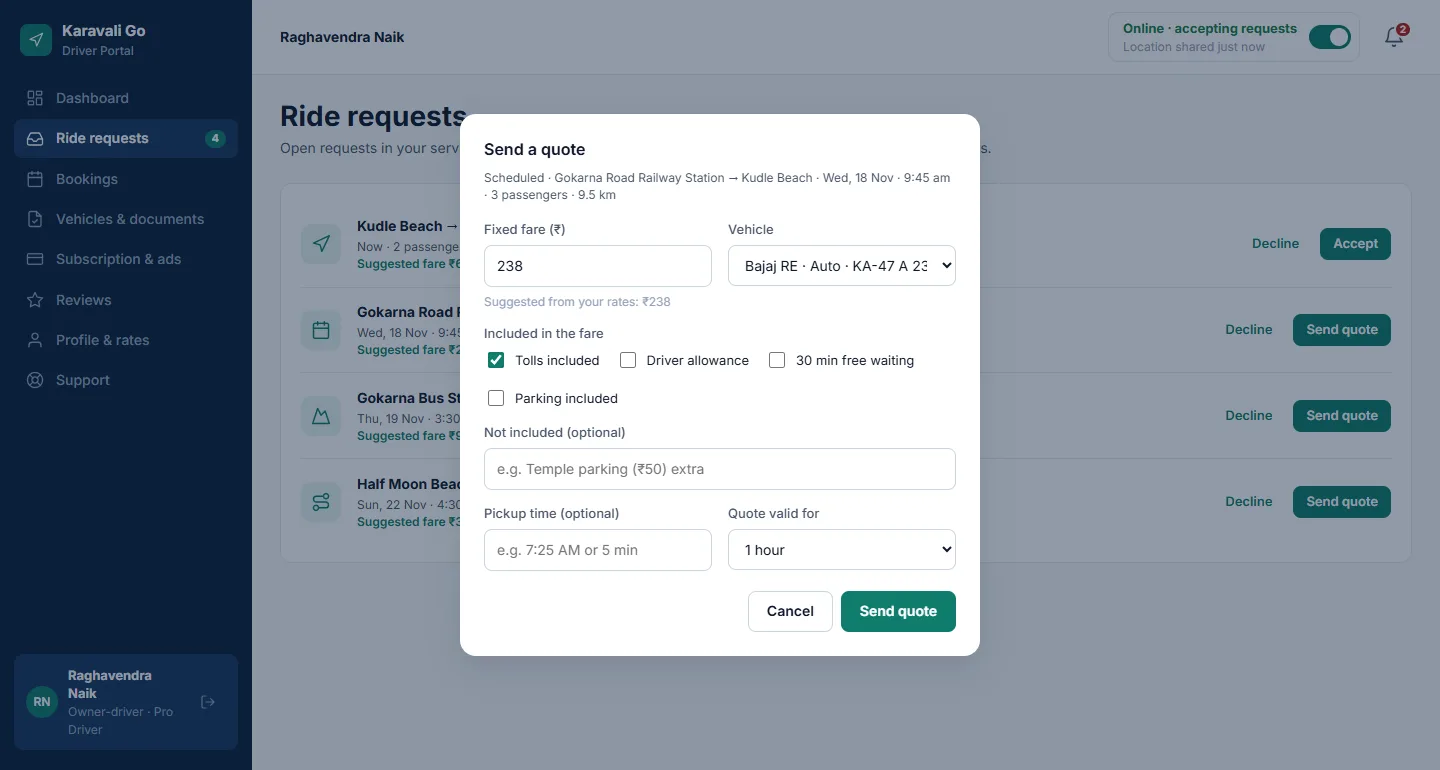 Karavali Go
Driver Portal
Dashboard
Ride requests 4
Bookings
Vehicles & documents
Subscription & ads
Reviews
Profile & rates
Support
RN
Raghavendra
Naik
Owner-driver · Pro
Driver
Raghavendra Naik
Online · accepting requests
Location shared just now
2
Ride requests
Open requests in your serv
s.
Kudle Beach →
Now · 2 passenge
Suggested fare ₹
Decline Accept
Gokarna Road
Wed, 18 Nov · 9:45
Suggested fare ₹2
Decline Send quote
Gokarna Bus St
Thu, 19 Nov · 3:30
Suggested fare ₹9
Decline Send quote
Half Moon Beac
Sun, 22 Nov · 4:30
Suggested fare ₹3
Decline Send quote
Send a quote
Scheduled · Gokarna Road Railway Station → Kudle Beach · Wed, 18 Nov · 9:45 am
· 3 passengers · 9.5 km
Fixed fare (₹) Vehicle
238 Bajaj RE · Auto · KA-47 A 23
Suggested from your rates: ₹238
Included in the fare
Tolls included Driver allowance 30 min free waiting
Parking included
Not included (optional)
e.g. Temple parking (₹50) extra
Pickup time (optional) Quote valid for
e.g. 7:25 AM or 5 min 1 hour
Cancel Send quote